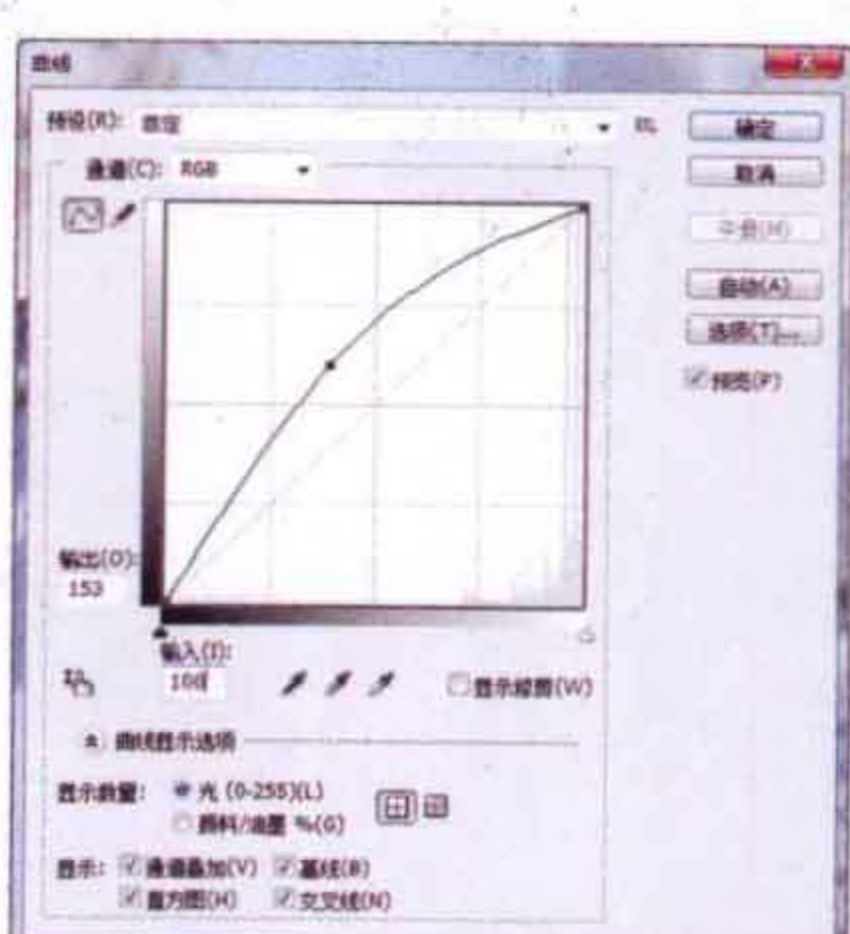 曲线
预设(R): 自定
确定
通道(C): RGB
取消
平滑(M)
自动(A)
选项(T)...
预览(P)
输出(O):
153
输入(I):
100
显示修剪(W)
曲线显示选项
显示数量: 光 (0-255)(L)
颜料/油墨 %(G)
显示: 通道叠加(V) 基线(B)
直方图(H) 交叉线(N)